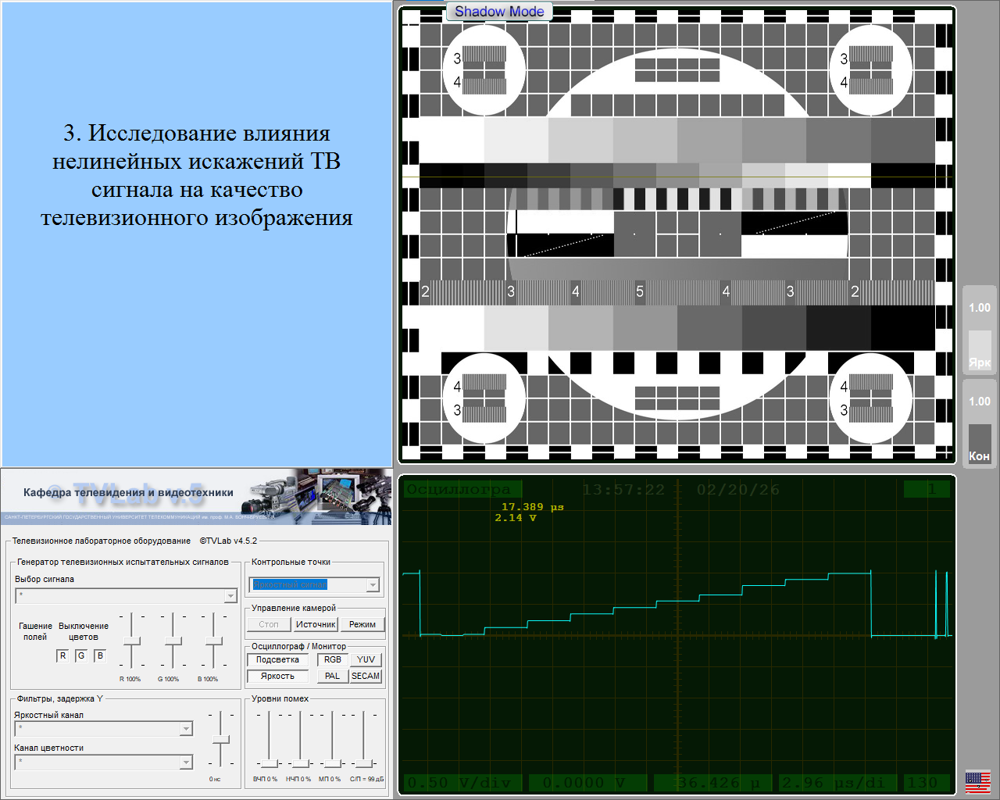 Shadow Mode
3. Исследование влияния
нелинейных искажений ТВ
сигнала на качество
телевизионного изображения
3
4
3
4
2
3
4
5
4
3
2
4
3
4
3
1.00
Ярк
1.00
Кон
TVLab v.5
Кафедра телевидения и видеотехники
САНКТ-ПЕТЕРБУРГСКИЙ ГОСУДАРСТВЕННЫЙ УНИВЕРСИТЕТ ТЕЛЕКОММУНИКАЦИЙ им. проф. М.А. БОНЧ-БРУЕВИЧА
Телевизионное лабораторное оборудование ©TVLab v4.5.2
Генератор телевизионных испытательных сигналов
Выбор сигнала
*
Гашение полей
Выключение цветов
R G B
R 100% G 100% B 100%
Контрольные точки
Яркостный сигнал
Управление камерой
Стоп Источник Режим
Осциллограф / Монитор
Подсветка RGB YUV
Яркость PAL SECAM
Фильтры, задержка Y
Яркостный канал
*
Канал цветности
*
0 нс
Уровни помех
ВЧП 0 % НЧП 0 % МП 0 % С/П = 99 дБ
Осциллогра 13:57:22 02/20/26 1
17.389 µs
2.14 V
0.50 V/div 0.0000 V 36.426 µ 2.96 µs/di 130